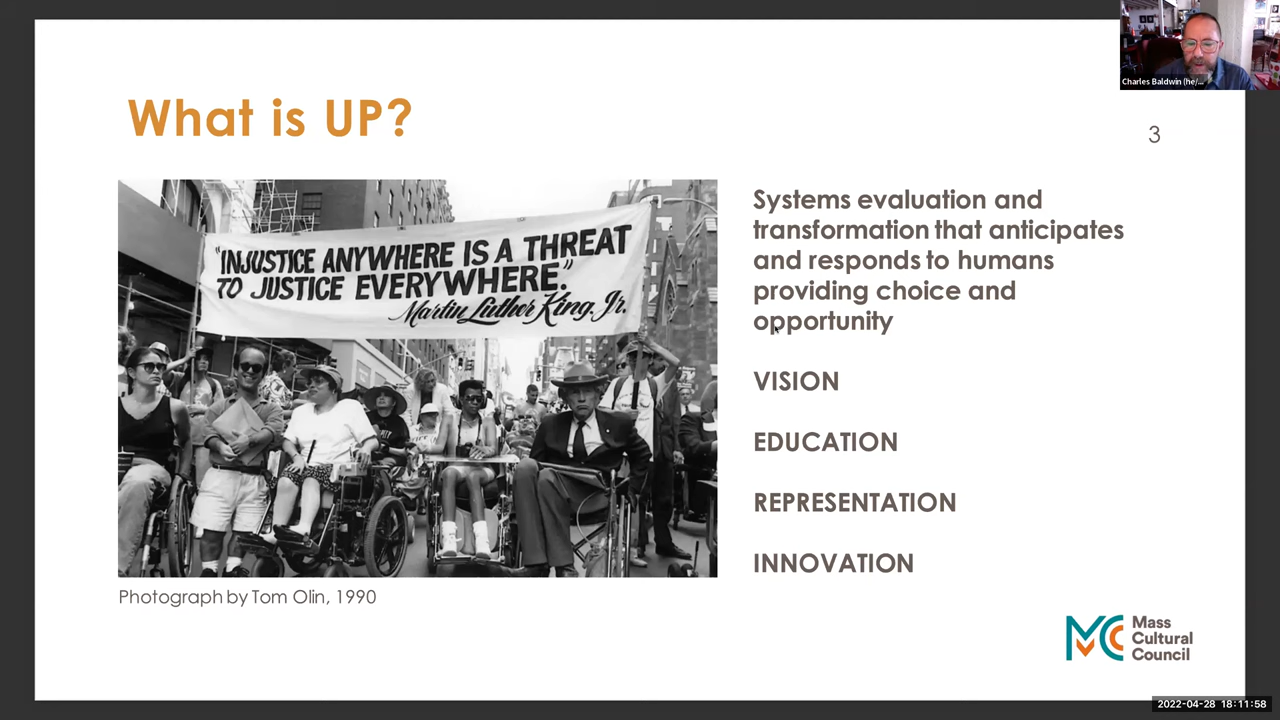 Charles Baldwin (he/...
What is UP?
3
"INJUSTICE ANYWHERE IS A THREAT
TO JUSTICE EVERYWHERE."
Martin Luther King, Jr.
Systems evaluation and
transformation that anticipates
and responds to humans
providing choice and
opportunity
VISION
EDUCATION
REPRESENTATION
INNOVATION
Photograph by Tom Olin, 1990
MCC
Mass
Cultural
Council
2022-04-28 18:11:58